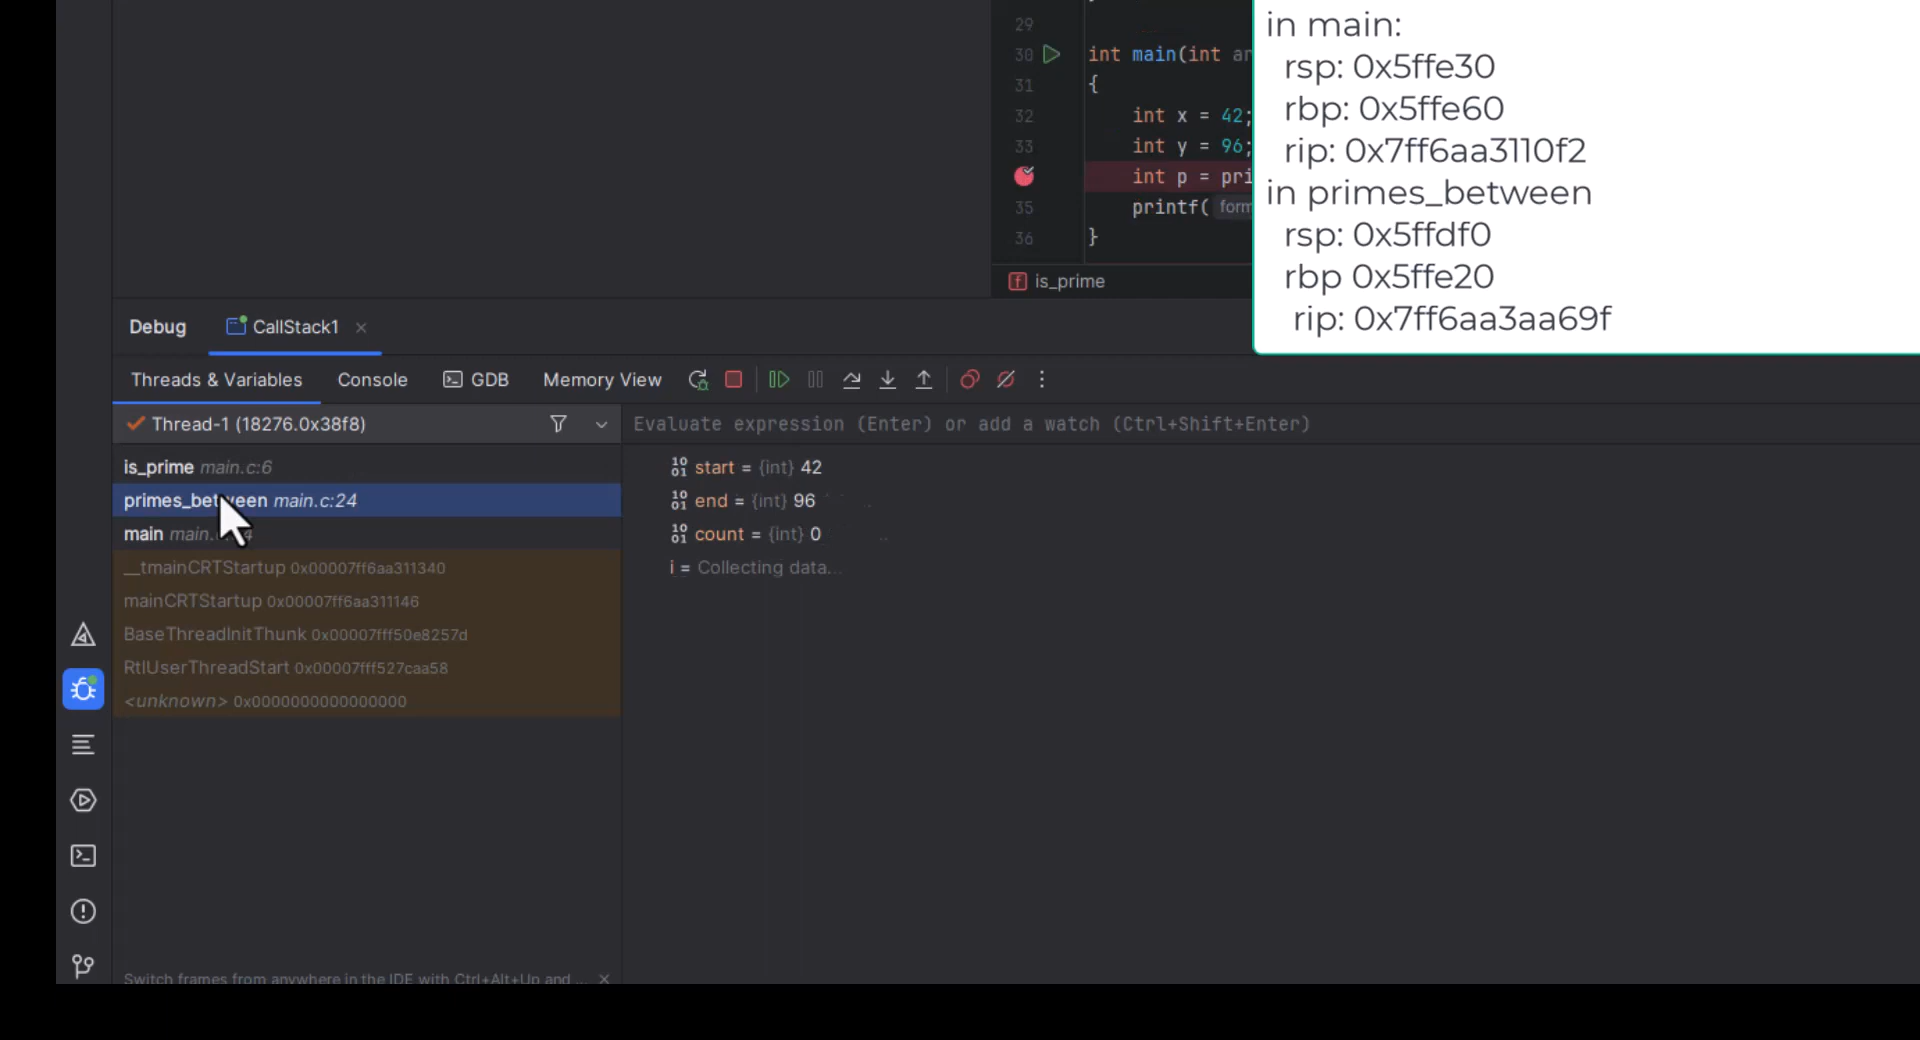 29
30 int main(int ar
31 {
32 int x = 42;
33 int y = 96;
int p = pri
35 printf( form
36 }
is_prime
in main:
rsp: 0x5ffe30
rbp: 0x5ffe60
rip: 0x7ff6aa3110f2
in primes_between
rsp: 0x5ffdf0
rbp 0x5ffe20
rip: 0x7ff6aa3aa69f
Debug CallStack1
Threads & Variables Console GDB Memory View
Thread-1 (18276.0x38f8)
Evaluate expression (Enter) or add a watch (Ctrl+Shift+Enter)
is_prime main.c:6
primes_between main.c:24
main main.
__tmainCRTStartup 0x00007ff6aa311340
mainCRTStartup 0x00007ff6aa311146
BaseThreadInitThunk 0x00007fff50e8257d
RtlUserThreadStart 0x00007fff527caa58
<unknown> 0x0000000000000000
start = {int} 42
end = {int} 96
count = {int} 0
i = Collecting data...
Switch frames from anywhere in the IDE with Ctrl+Alt+Up and ...